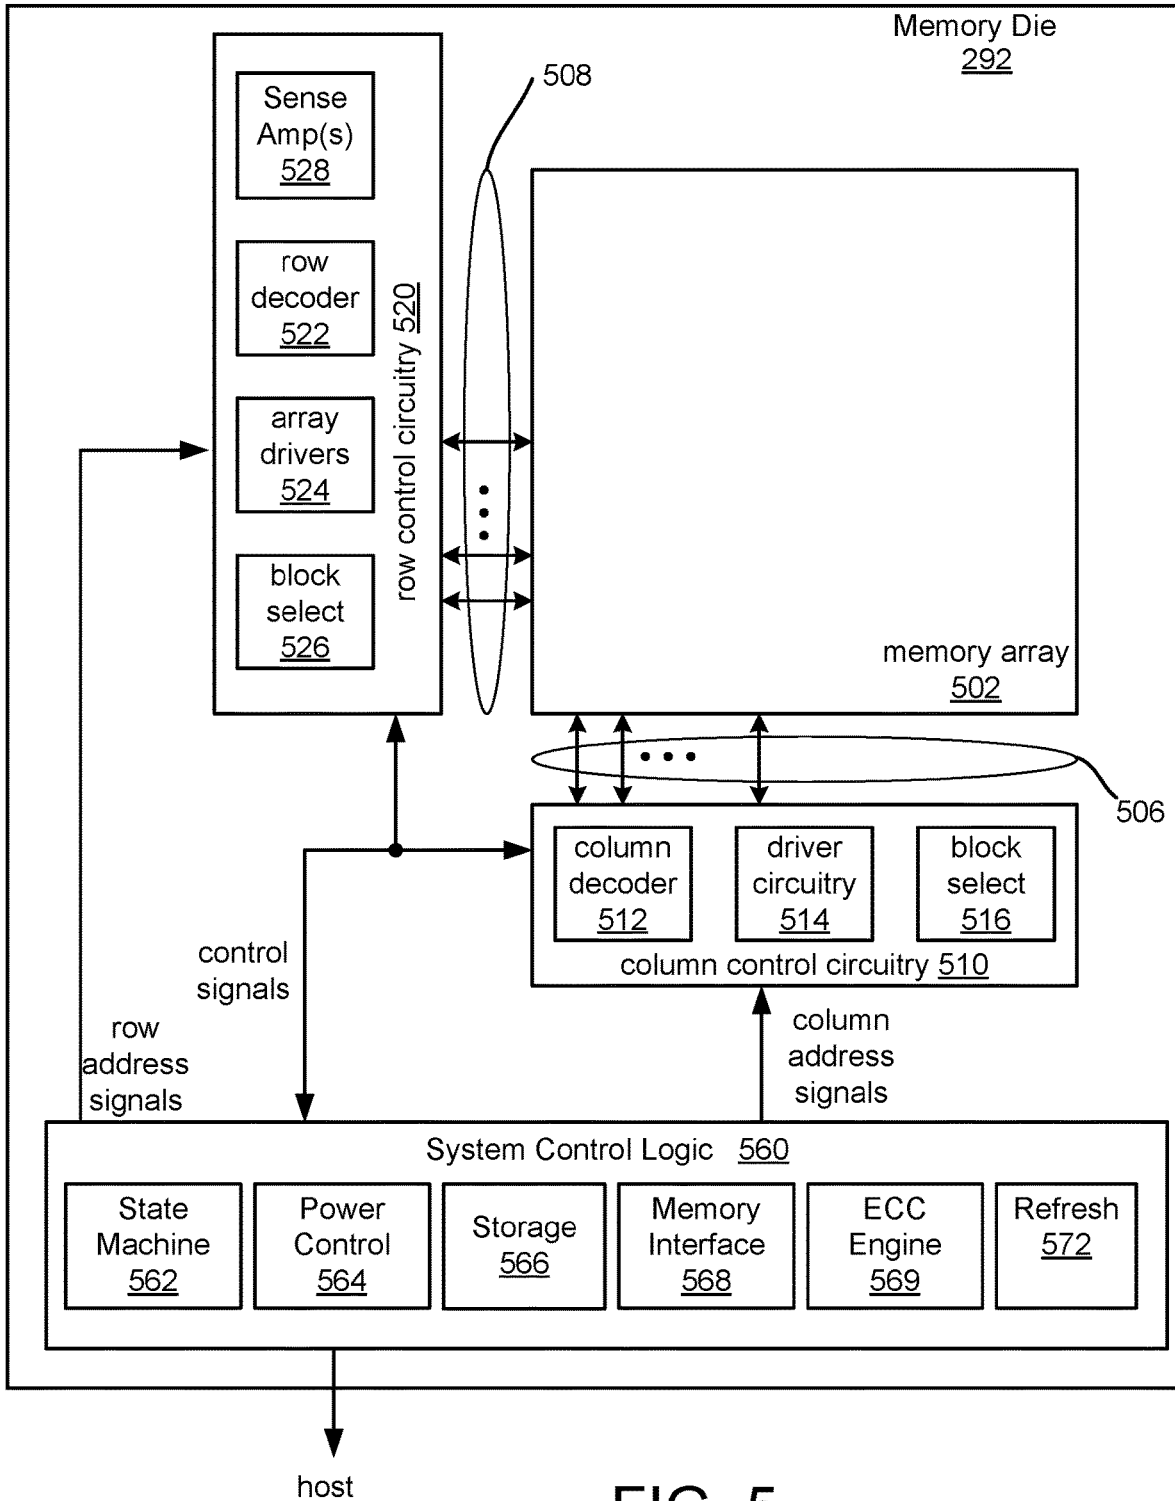 Memory Die
292
508
Sense
Amp(s)
528
row
decoder
522
array
drivers
524
block
select
526
row control circuitry 520
memory array
502
506
column
decoder
512
driver
circuitry
514
block
select
516
column control circuitry 510
control
signals
row
address
signals
column
address
signals
System Control Logic 560
State
Machine
562
Power
Control
564
Storage
566
Memory
Interface
568
ECC
Engine
569
Refresh
572
host
FIG. 5